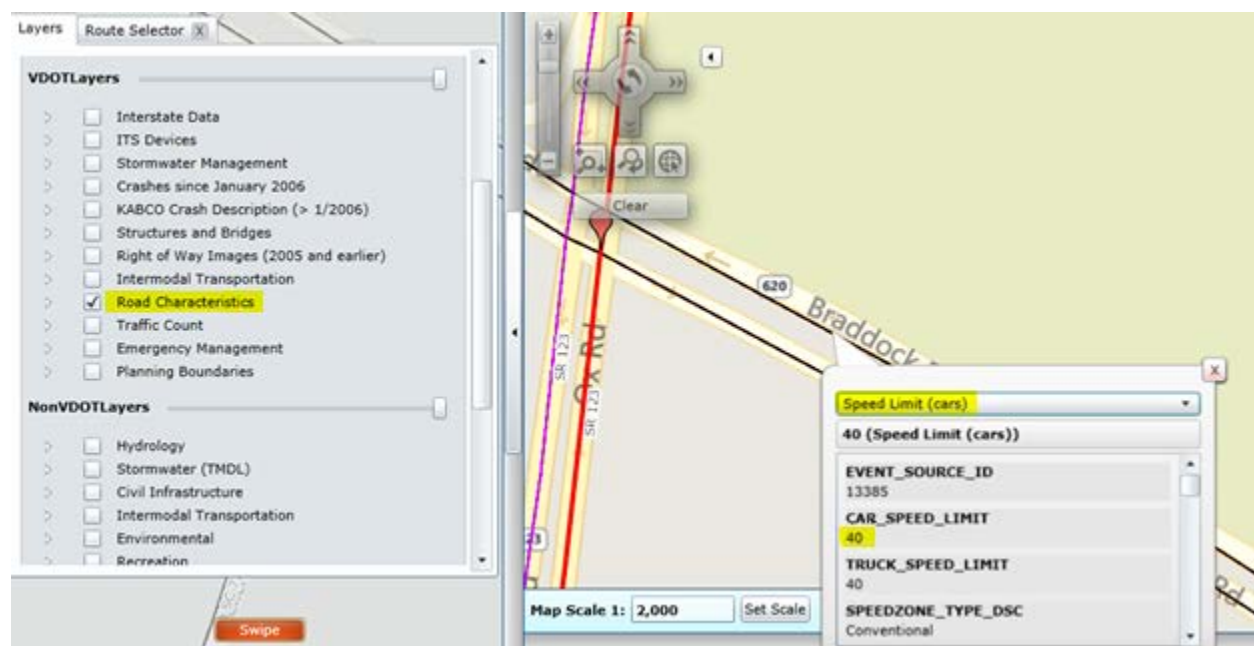 Layers
Route Selector X
VDOTLayers
Interstate Data
ITS Devices
Stormwater Management
Crashes since January 2006
KABCO Crash Description (> 1/2006)
Structures and Bridges
Right of Way Images (2005 and earlier)
Intermodal Transportation
Road Characteristics
Traffic Count
Emergency Management
Planning Boundaries
NonVDOTLayers
Hydrology
Stormwater (TMDL)
Civil Infrastructure
Intermodal Transportation
Environmental
Recreation
Swipe
Clear
620
Braddock
Rd
SR 123
Ox Rd
SR 123
Map Scale 1: 2,000 Set Scale
X
Speed Limit (cars)
40 (Speed Limit (cars))
EVENT_SOURCE_ID
13385
CAR_SPEED_LIMIT
40
TRUCK_SPEED_LIMIT
40
SPEEDZONE_TYPE_DSC
Conventional